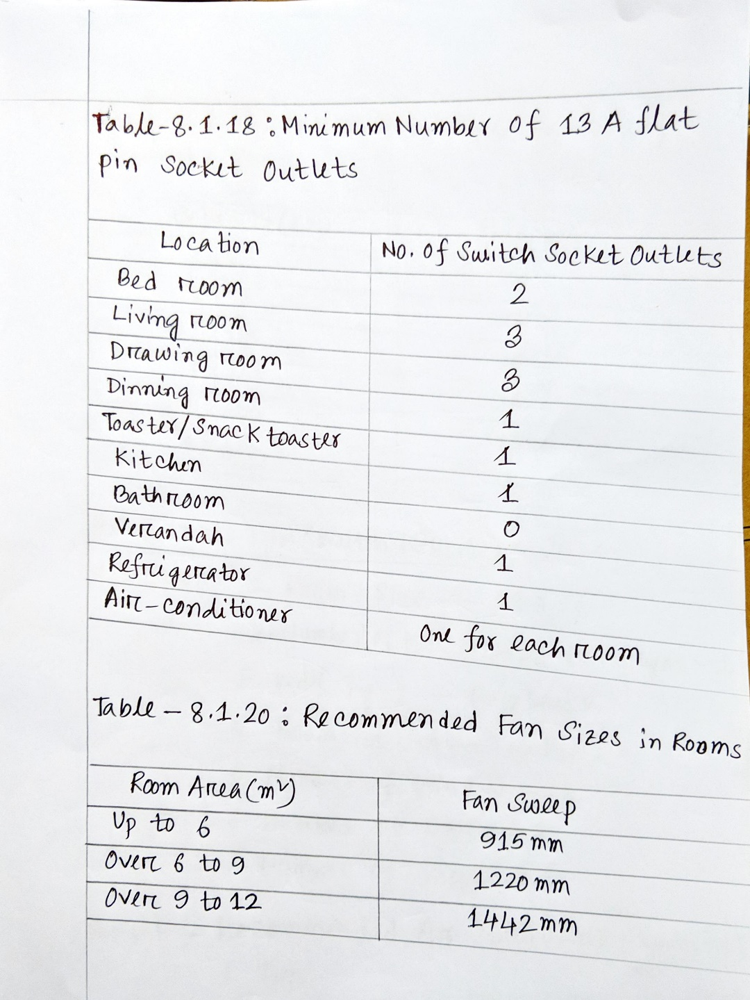 Table-8.1.18: Minimum Number of 13 A flat
pin Socket Outlets
Location No. of Switch Socket Outlets
Bed room 2
Living room 3
Drawing room 3
Dinning room 1
Toaster/Snack toaster 1
Kitchen 1
Bathroom 0
Verandah 1
Refrigerator 1
Air-conditioner One for each room
Table - 8.1.20: Recommended Fan Sizes in Rooms
Room Area (m²) Fan Sweep
Up to 6 915 mm
Over 6 to 9 1220 mm
Over 9 to 12 1442 mm